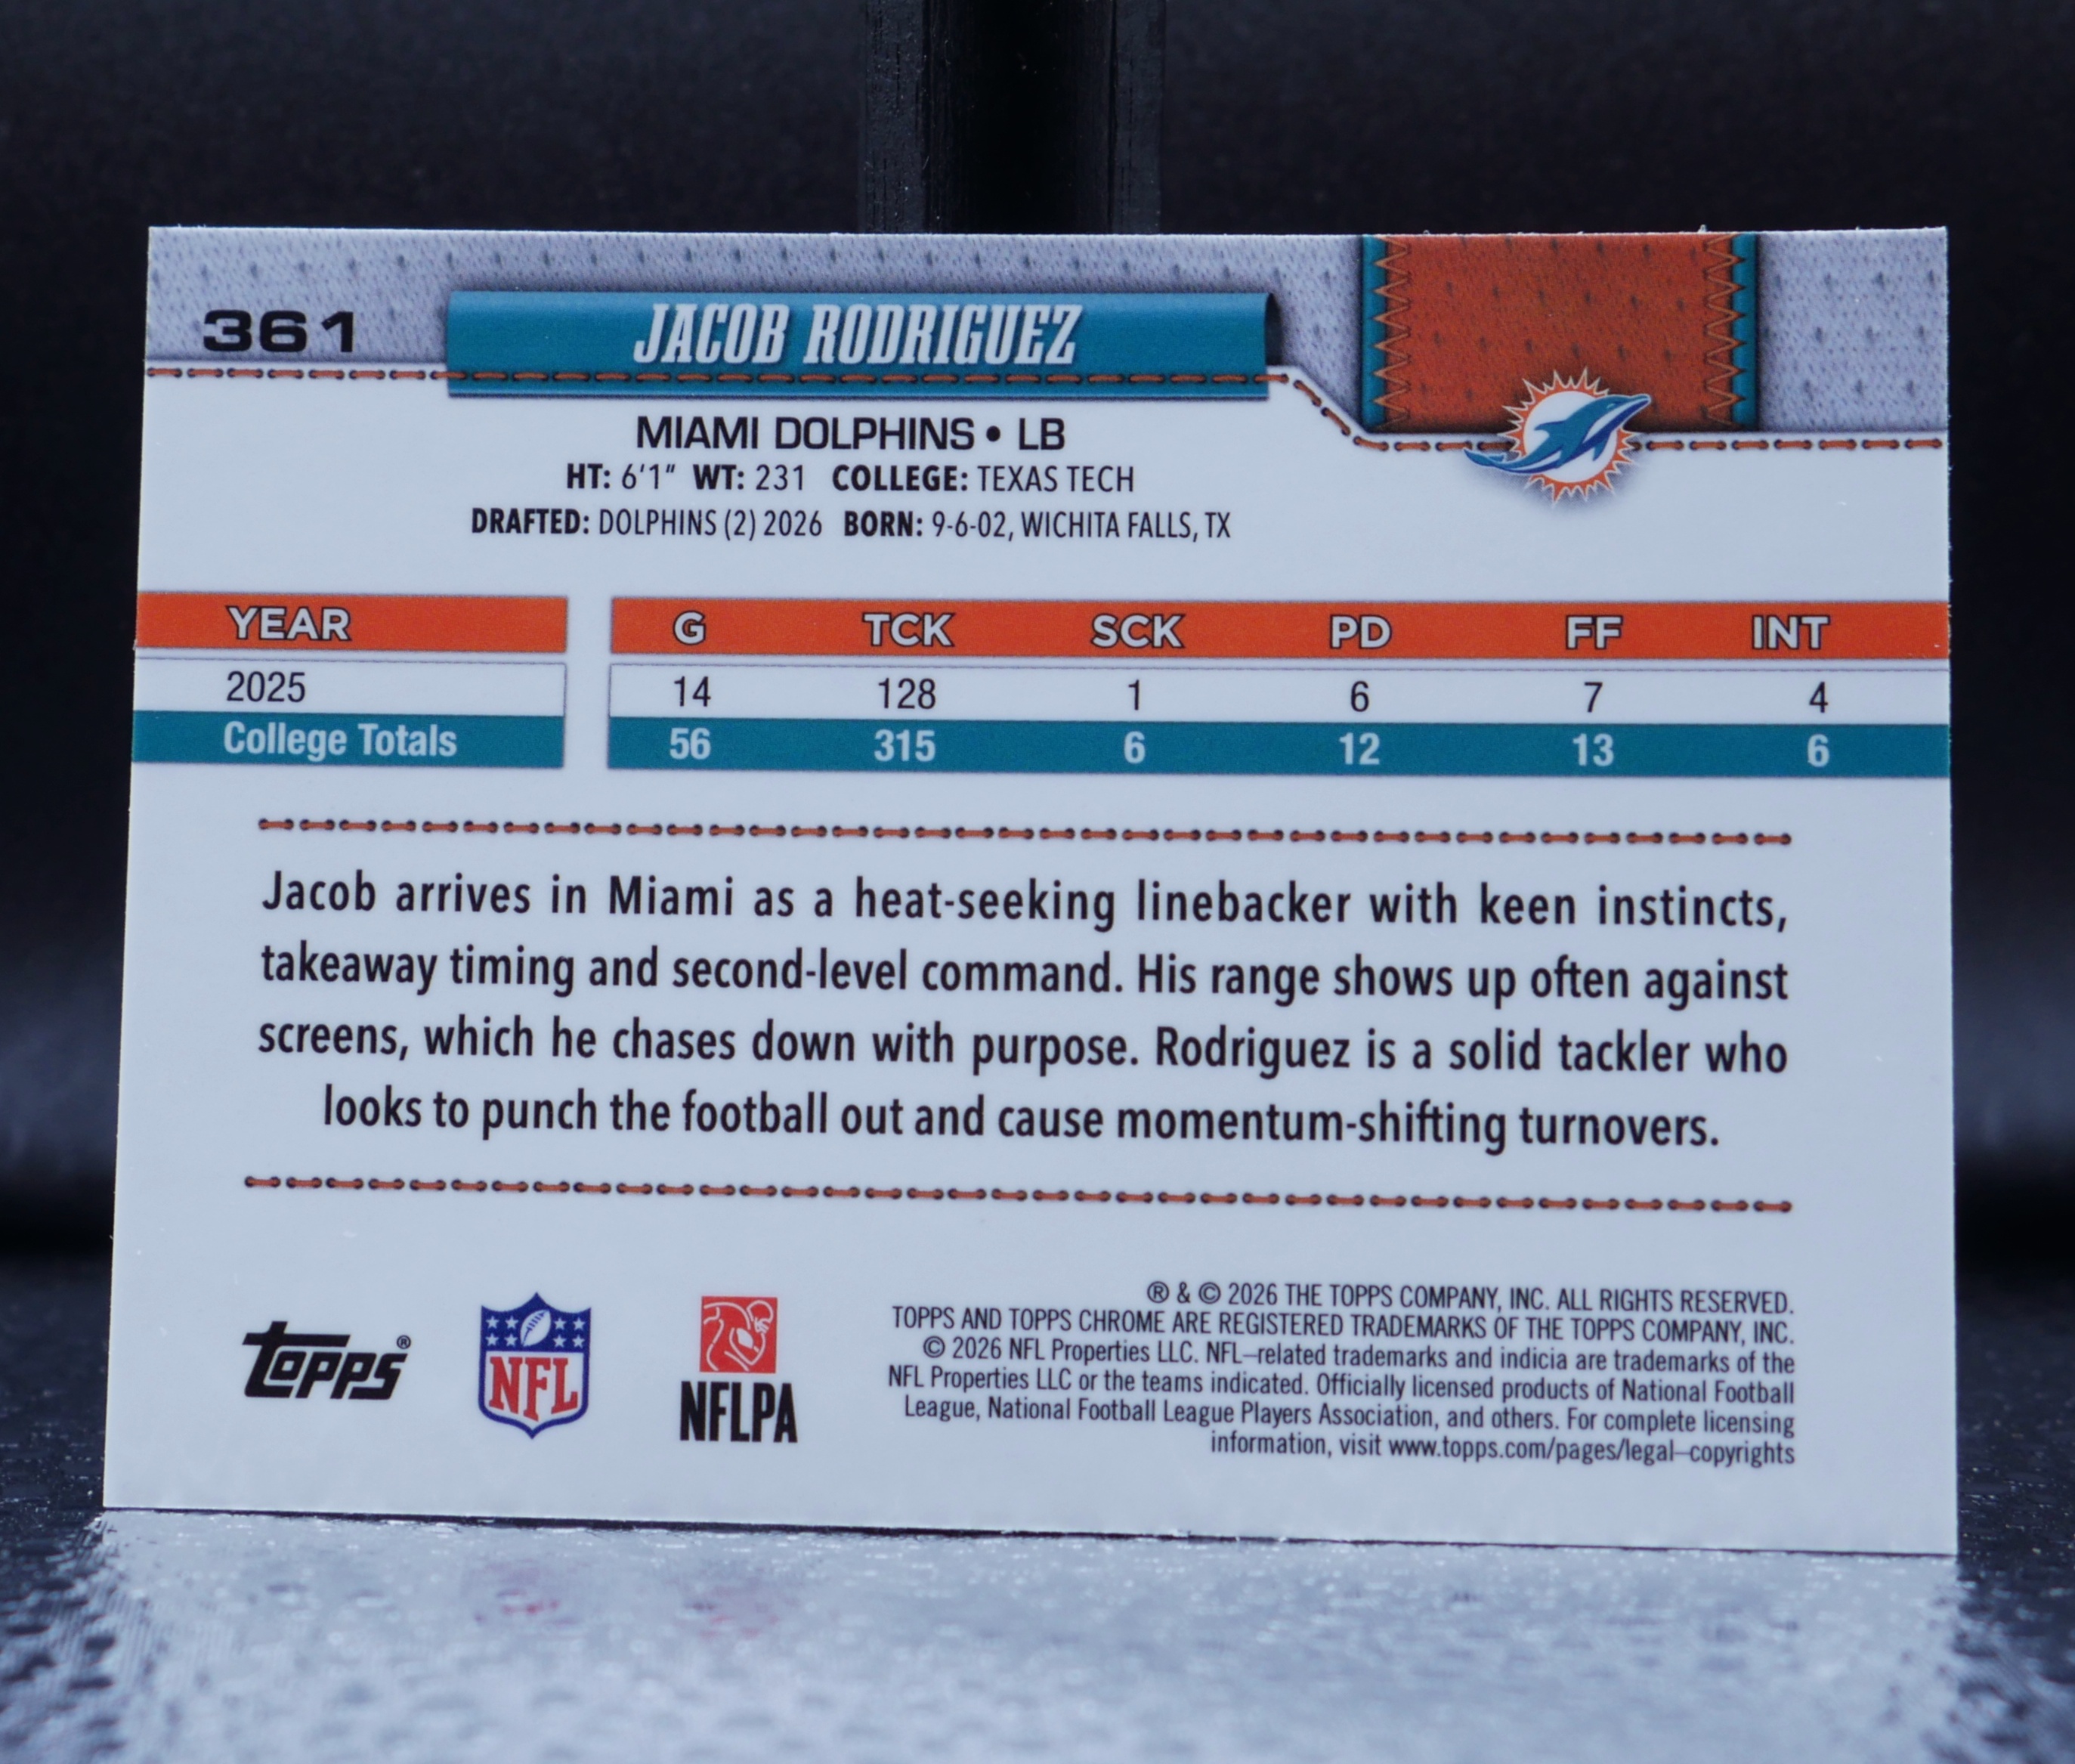 361
JACOB RODRIGUEZ
MIAMI DOLPHINS • LB
HT: 6'1" WT: 231 COLLEGE: TEXAS TECH
DRAFTED: DOLPHINS (2) 2026 BORN: 9-6-02, WICHITA FALLS, TX
YEAR G TCK SCK PD FF INT
2025 14 128 1 6 7 4
College Totals 56 315 6 12 13 6
Jacob arrives in Miami as a heat-seeking linebacker with keen instincts,
takeaway timing and second-level command. His range shows up often against
screens, which he chases down with purpose. Rodriguez is a solid tackler who
looks to punch the football out and cause momentum-shifting turnovers.
topps®
NFL
NFLPA
® & © 2026 THE TOPPS COMPANY, INC. ALL RIGHTS RESERVED.
TOPPS AND TOPPS CHROME ARE REGISTERED TRADEMARKS OF THE TOPPS COMPANY, INC.
© 2026 NFL Properties LLC. NFL–related trademarks and indicia are trademarks of the
NFL Properties LLC or the teams indicated. Officially licensed products of National Football
League, National Football League Players Association, and others. For complete licensing
information, visit www.topps.com/pages/legal–copyrights